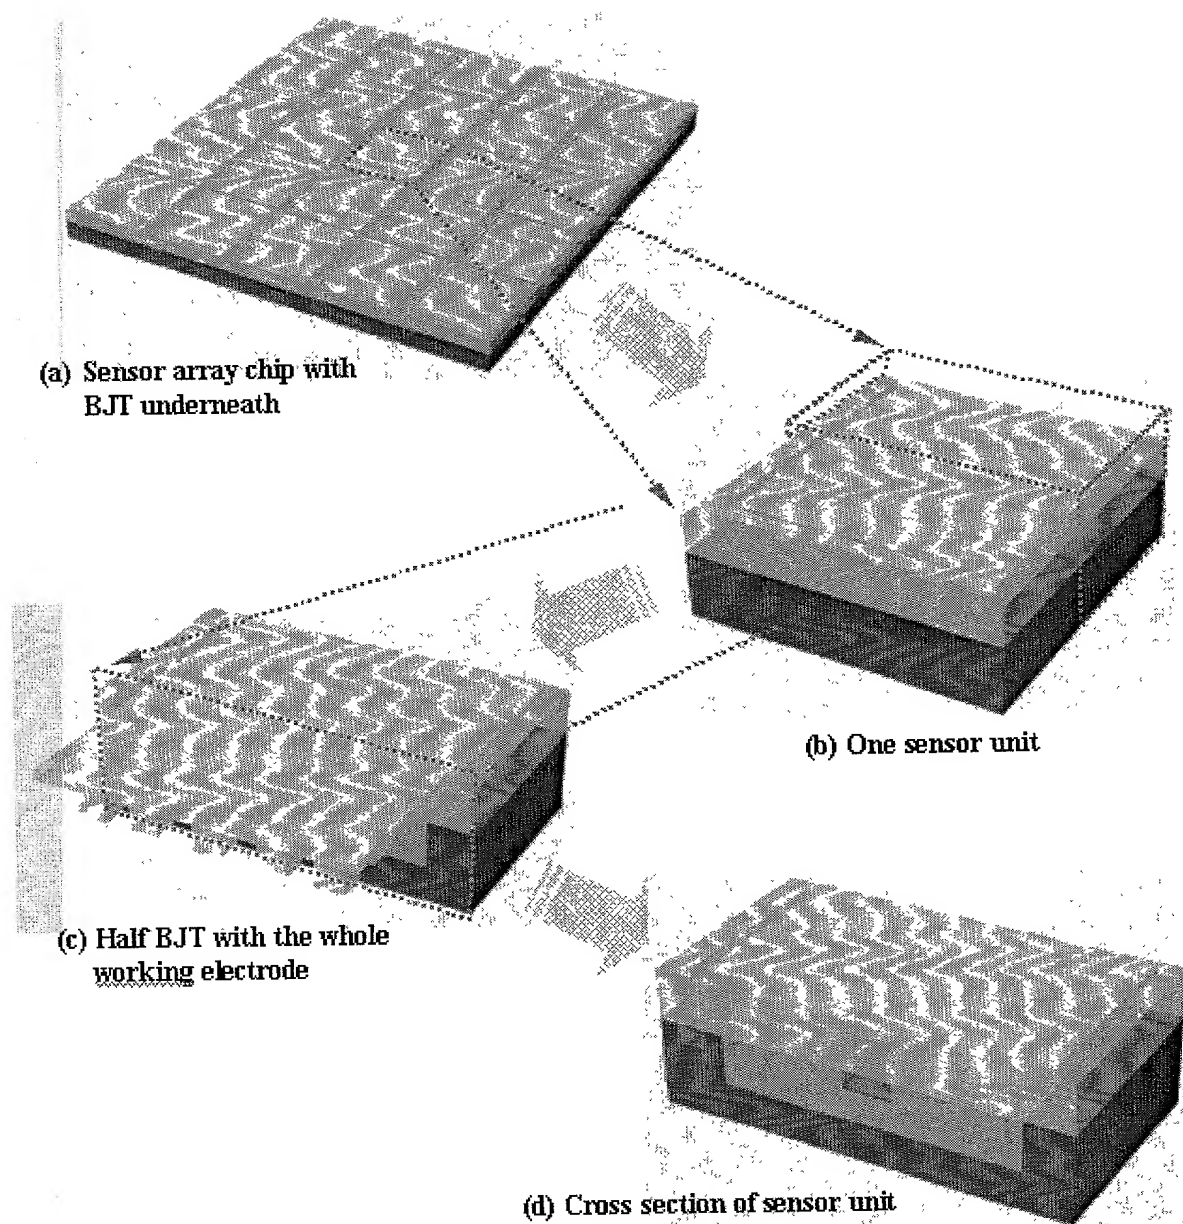 (a) Sensor array chip with
BJT underneath
(b) One sensor unit
(c) Half BJT with the whole
working electrode
(d) Cross section of sensor unit